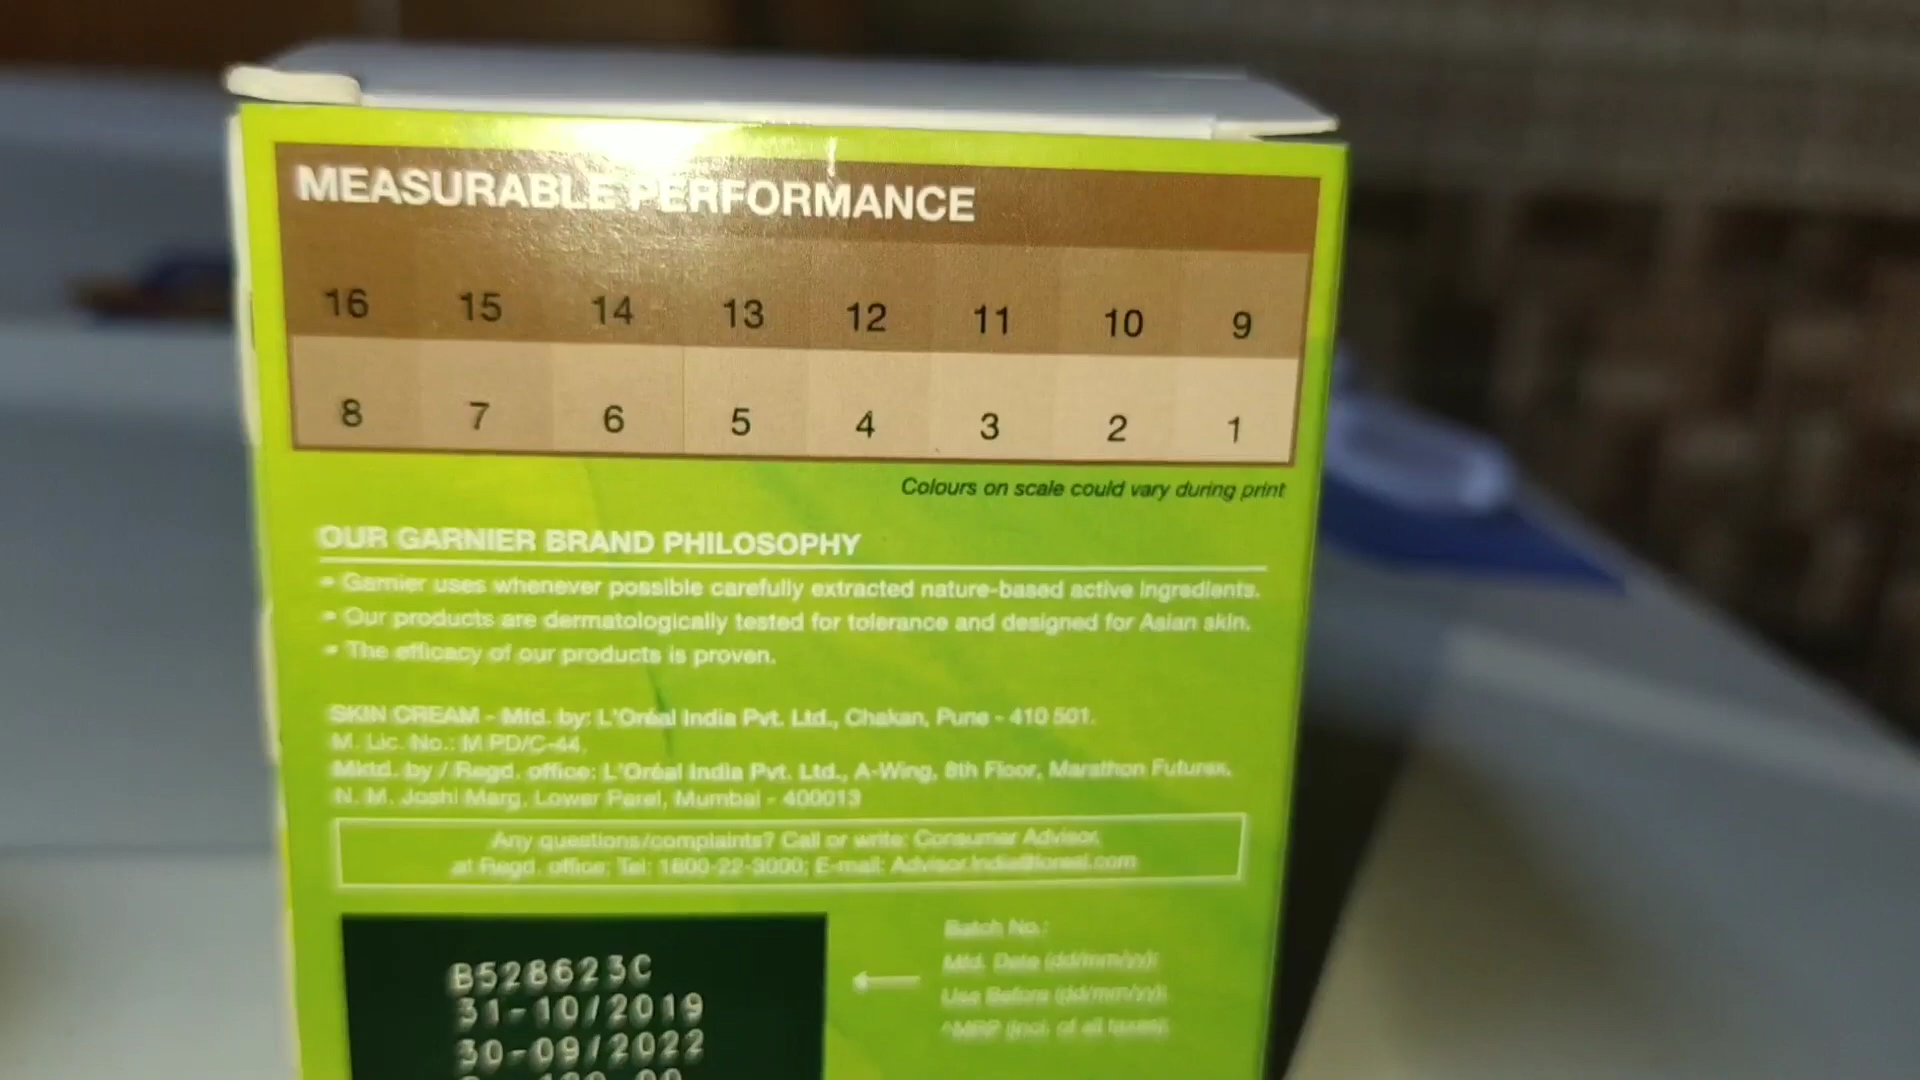 MEASURABLE PERFORMANCE
16 15 14 13 12 11 10 9
8 7 6 5 4 3 2 1
Colours on scale could vary during print
OUR GARNIER BRAND PHILOSOPHY
• Garnier uses whenever possible carefully extracted nature-based active ingredients.
• Our products are dermatologically tested for tolerance and designed for Asian skin.
• The efficacy of our products is proven.
SKIN CREAM - Mfd. by: L'Oréal India Pvt. Ltd., Chakan, Pune - 410 501.
M. Lic. No.: M PD/C-44.
Mktd. by / Regd. office: L'Oréal India Pvt. Ltd., A-Wing, 8th Floor, Marathon Futurex,
N. M. Joshi Marg, Lower Parel, Mumbai - 400013
Any questions/complaints? Call or write: Consumer Advisor,
at Regd. office; Tel: 1800-22-3000; E-mail: Advisor.India@loreal.com
B528623C
31-10/2019
30-09/2022
Batch No.:
Mfd. Date (dd/mm/yy):
Use Before (dd/mm/yy):
^MRP (incl. of all taxes):